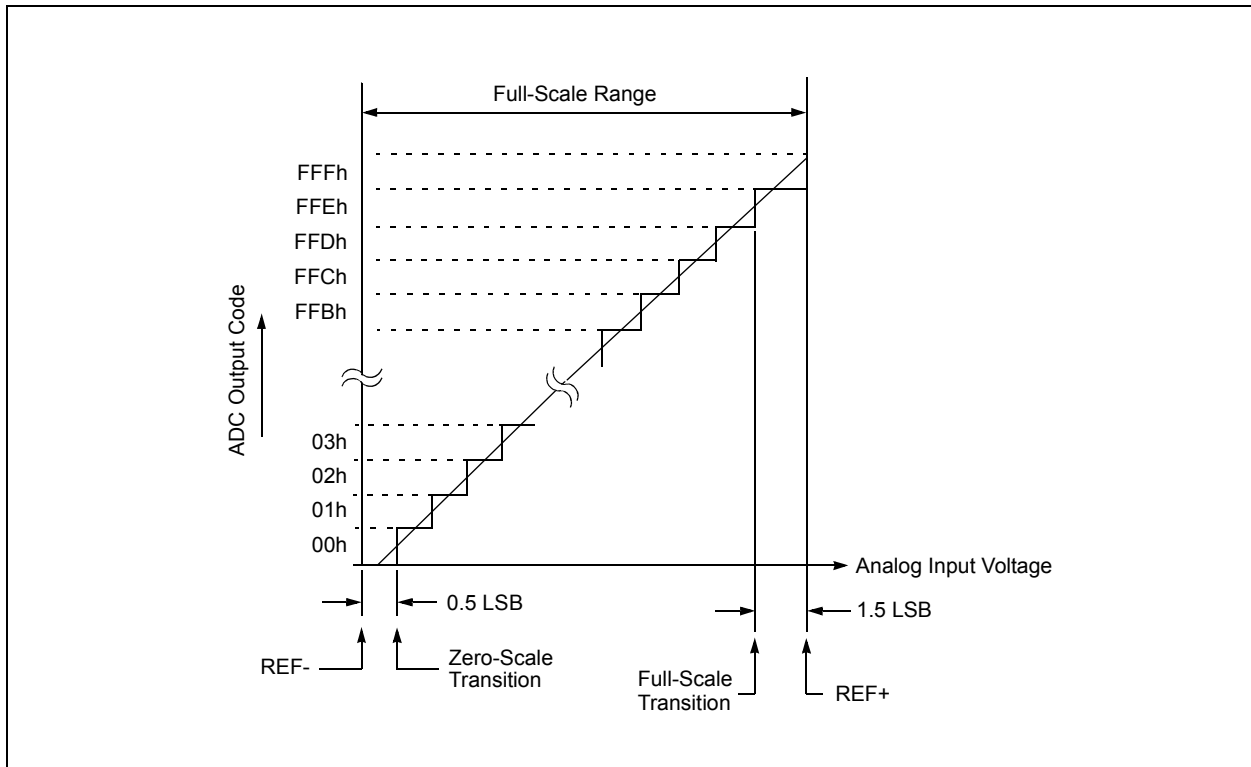 Full-Scale Range
FFFh
FFEh
FFDh
FFCh
FFBh
ADC Output Code
03h
02h
01h
00h
Analog Input Voltage
0.5 LSB
1.5 LSB
REF-
Zero-Scale
Transition
Full-Scale
Transition
REF+